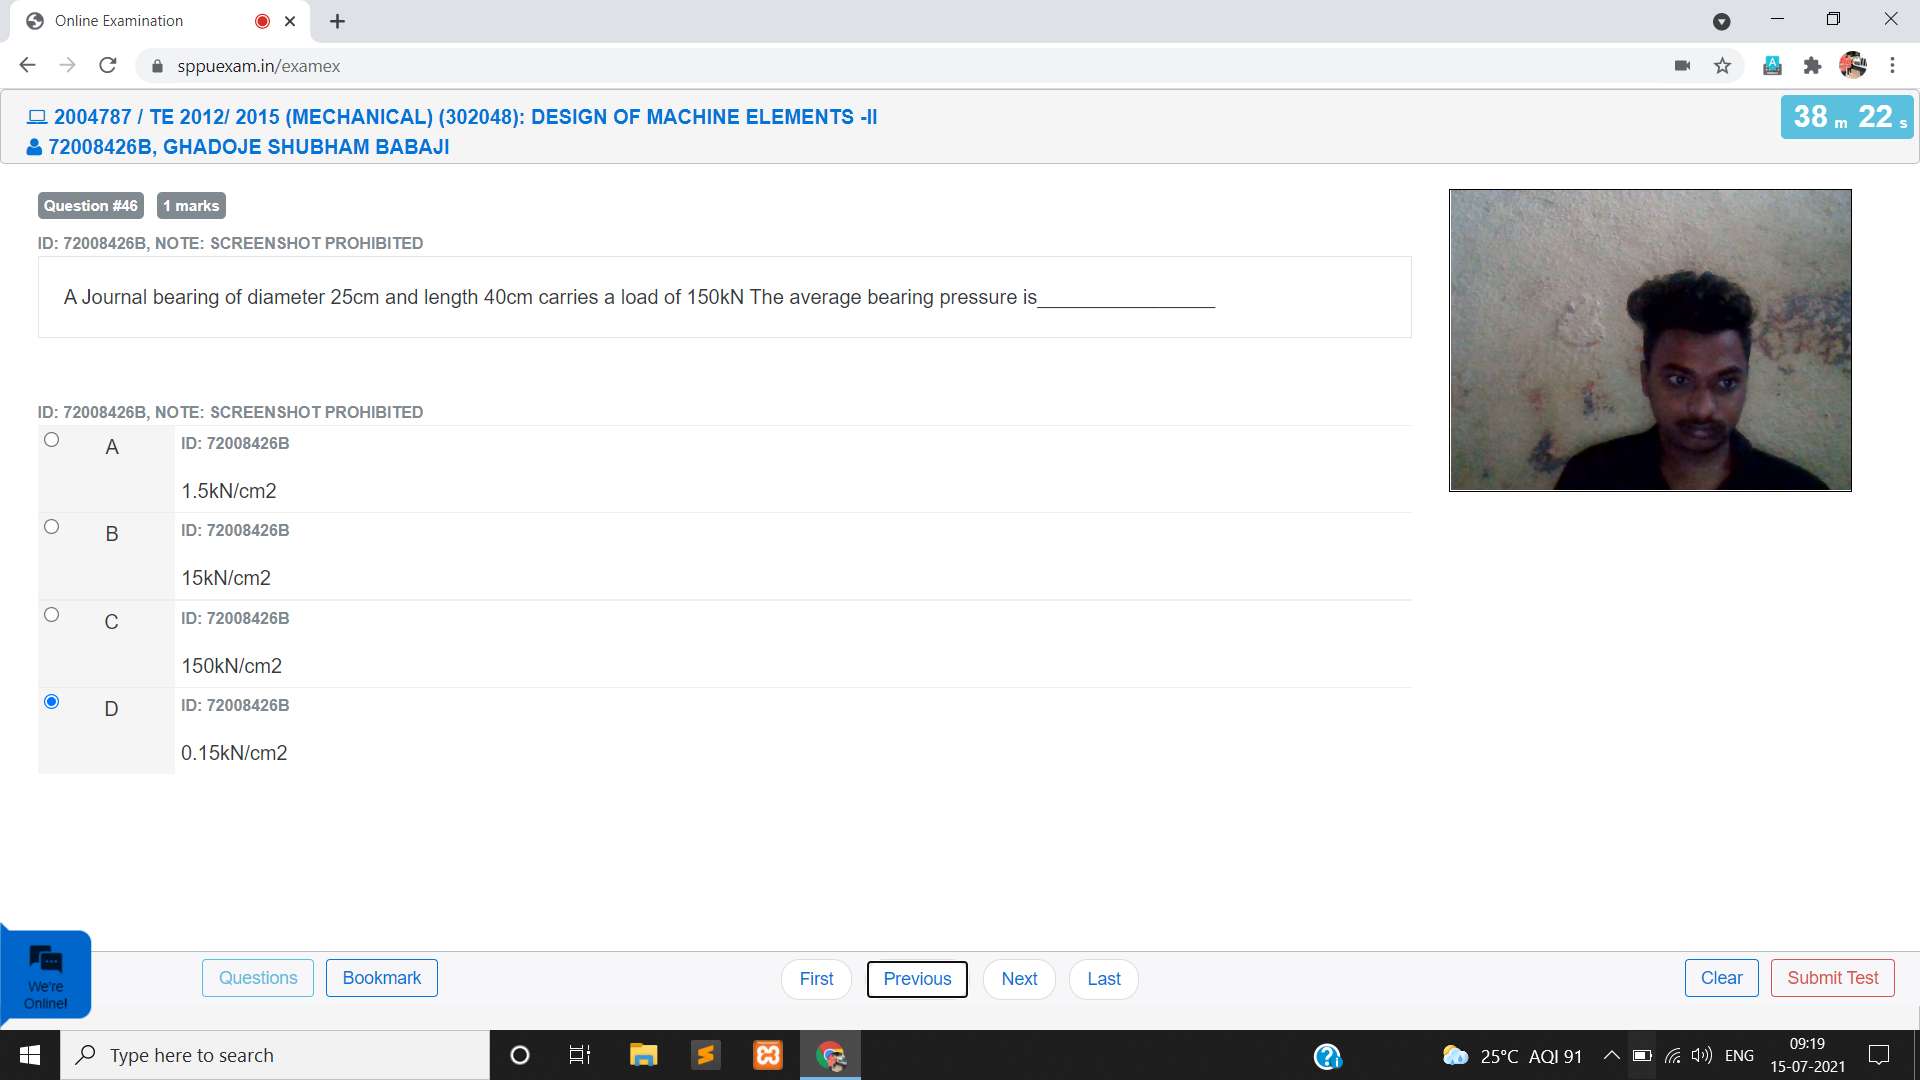 Online Examination
sppuexam.in/examex
2004787 / TE 2012/ 2015 (MECHANICAL) (302048): DESIGN OF MACHINE ELEMENTS -II
38 m 22 s
72008426B, GHADOJE SHUBHAM BABAJI
Question #46 1 marks
ID: 72008426B, NOTE: SCREENSHOT PROHIBITED
A Journal bearing of diameter 25cm and length 40cm carries a load of 150kN The average bearing pressure is________________
ID: 72008426B, NOTE: SCREENSHOT PROHIBITED
A ID: 72008426B
1.5kN/cm2
B ID: 72008426B
15kN/cm2
C ID: 72008426B
150kN/cm2
D ID: 72008426B
0.15kN/cm2
We're
Online!
Questions Bookmark First Previous Next Last Clear Submit Test
Type here to search
25°C AQI 91 ENG
09:19
15-07-2021